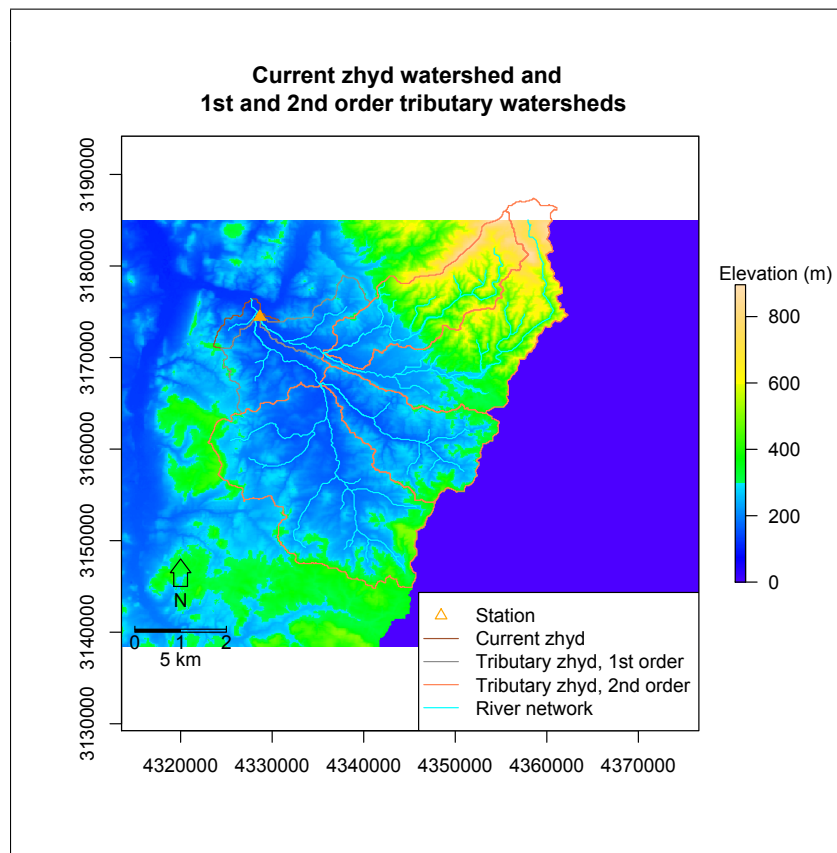 Current zhyd watershed and
1st and 2nd order tributary watersheds
3190000
3180000
3170000
3160000
3150000
3140000
3130000
Elevation (m)
800
600
400
200
0
N
0 1 2
5 km
Station
Current zhyd
Tributary zhyd, 1st order
Tributary zhyd, 2nd order
River network
4320000 4330000 4340000 4350000 4360000 4370000